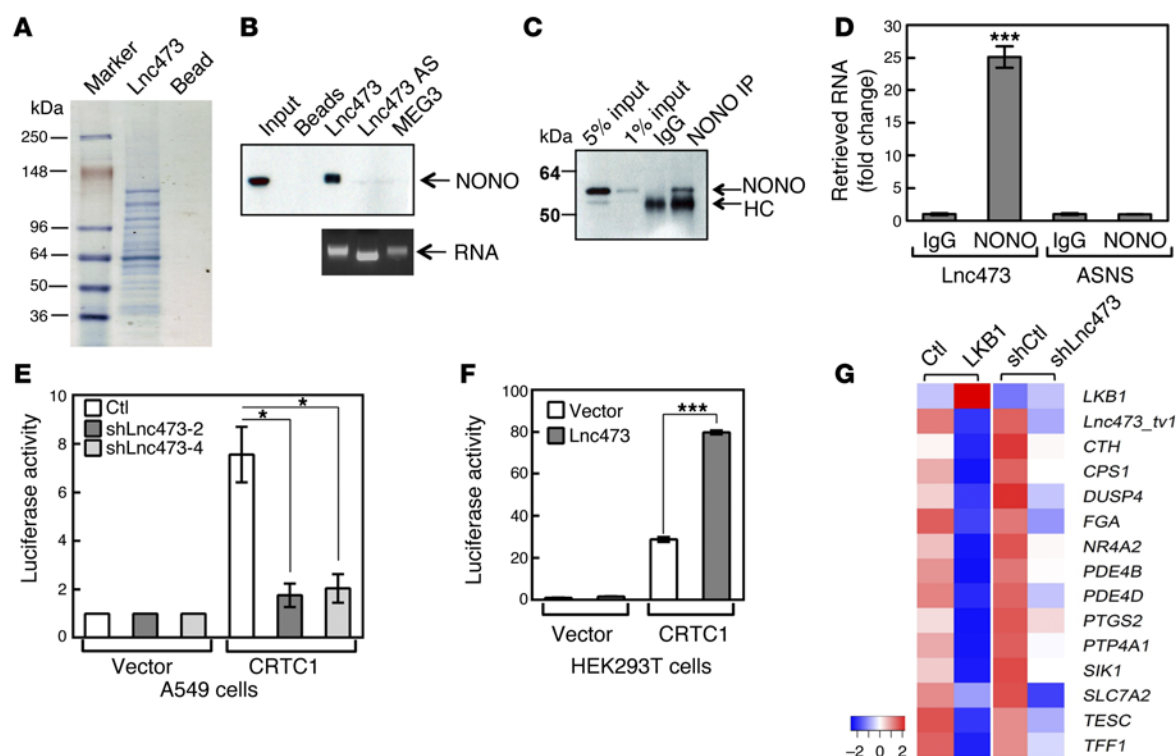 A
Marker
Lnc473
Bead
kDa
250
148
96
64
50
36
B
Input
Beads
Lnc473
Lnc473 AS
MEG3
NONO
RNA
C
5% input
1% input
IgG
NONO IP
kDa
64
50
NONO
HC
D
Retrieved RNA
(fold change)
30
25
20
15
10
5
0
***
IgG
NONO
IgG
NONO
Lnc473
ASNS
E
Luciferase activity
10
8
6
4
2
0
Ctl
shLnc473-2
shLnc473-4
*
*
Vector
CRTC1
A549 cells
F
Luciferase activity
100
80
60
40
20
0
Vector
Lnc473
***
Vector
CRTC1
HEK293T cells
G
Ctl
LKB1
shCtl
shLnc473
LKB1
Lnc473_tv1
CTH
CPS1
DUSP4
FGA
NR4A2
PDE4B
PDE4D
PTGS2
PTP4A1
SIK1
SLC7A2
TESC
TFF1
−2 0 2